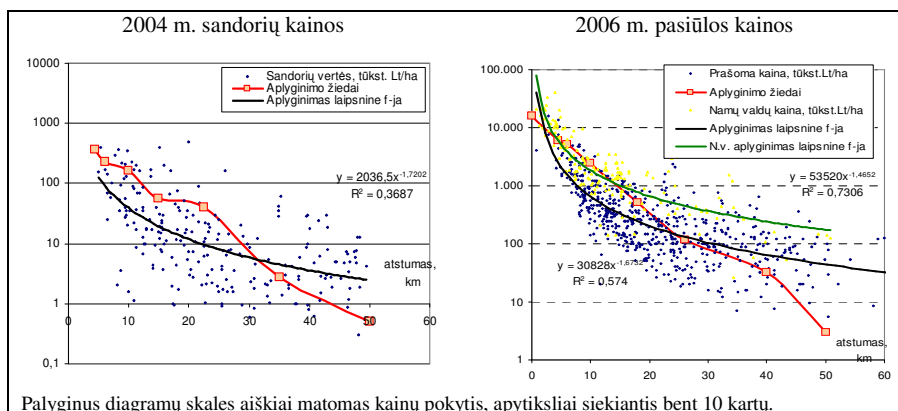 2004 m. sandorių kainos
2006 m. pasiūlos kainos
10000
1000
100
10
1
0,1
0
10
20
30
40
50
60
Sandorių vertės, tūkst. Lt/ha
Aplyginimo žiedai
Aplyginimas laipsnine f-ja
y = 2036,5x^-1,7202
R² = 0,3687
atstumas,
km
100.000
10.000
1.000
100
10
1
0
10
20
30
40
50
60
Prašoma kaina, tūkst.Lt/ha
Aplyginimo žiedai
Namų valdų kaina, tūkst.Lt/ha
Aplyginimas laipsnine f-ja
N.v. aplyginimas laipsnine f-ja
y = 53520x^-1,4652
R² = 0,7306
y = 30828x^-1,6752
R² = 0,574
atstumas,
km
Palyginus diagramų skales aiškiai matomas kainų pokytis, apytiksliai siekiantis bent 10 kartų.